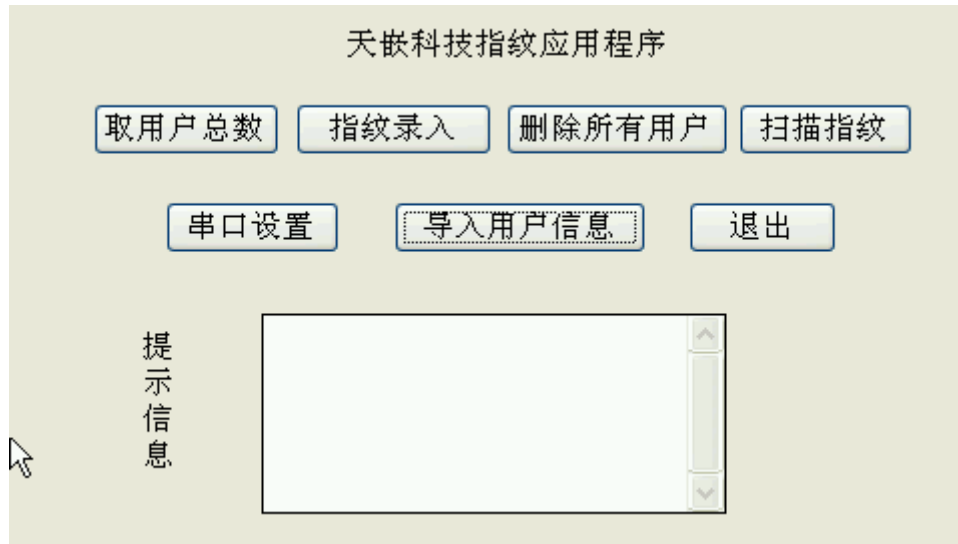 天嵌科技指纹应用程序
取用户总数 指纹录入 删除所有用户 扫描指纹
串口设置 导入用户信息 退出
提示信息